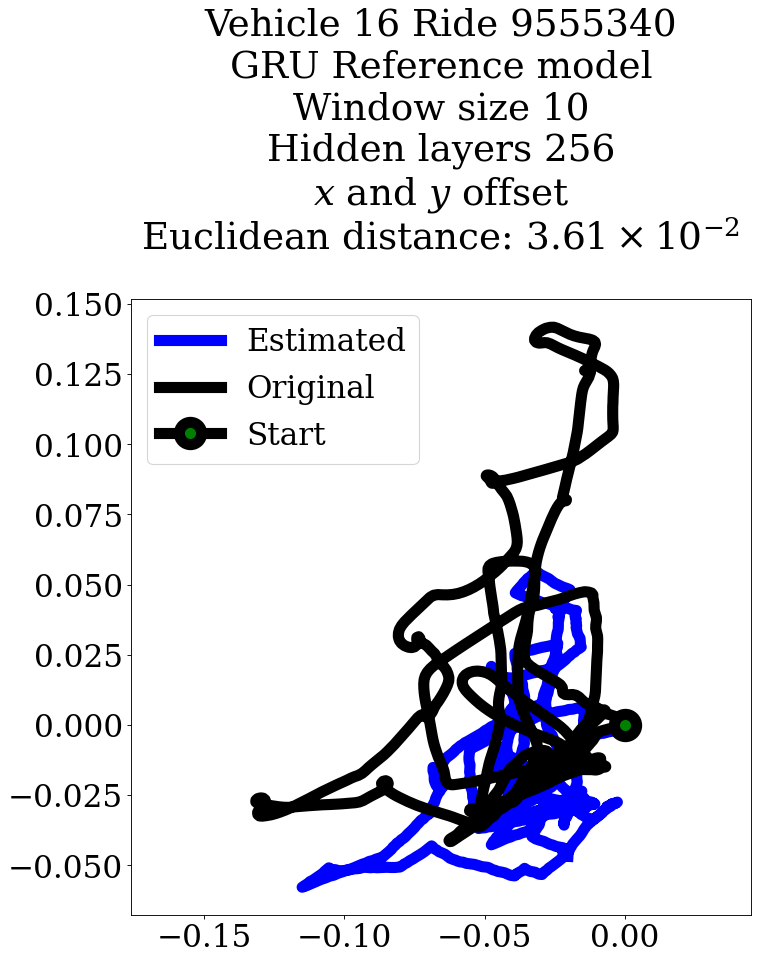 Vehicle 16 Ride 9555340
GRU Reference model
Window size 10
Hidden layers 256
x and y offset
Euclidean distance: 3.61 × 10⁻²
Estimated
Original
Start
0.150
0.125
0.100
0.075
0.050
0.025
0.000
−0.025
−0.050
−0.15
−0.10
−0.05
0.00